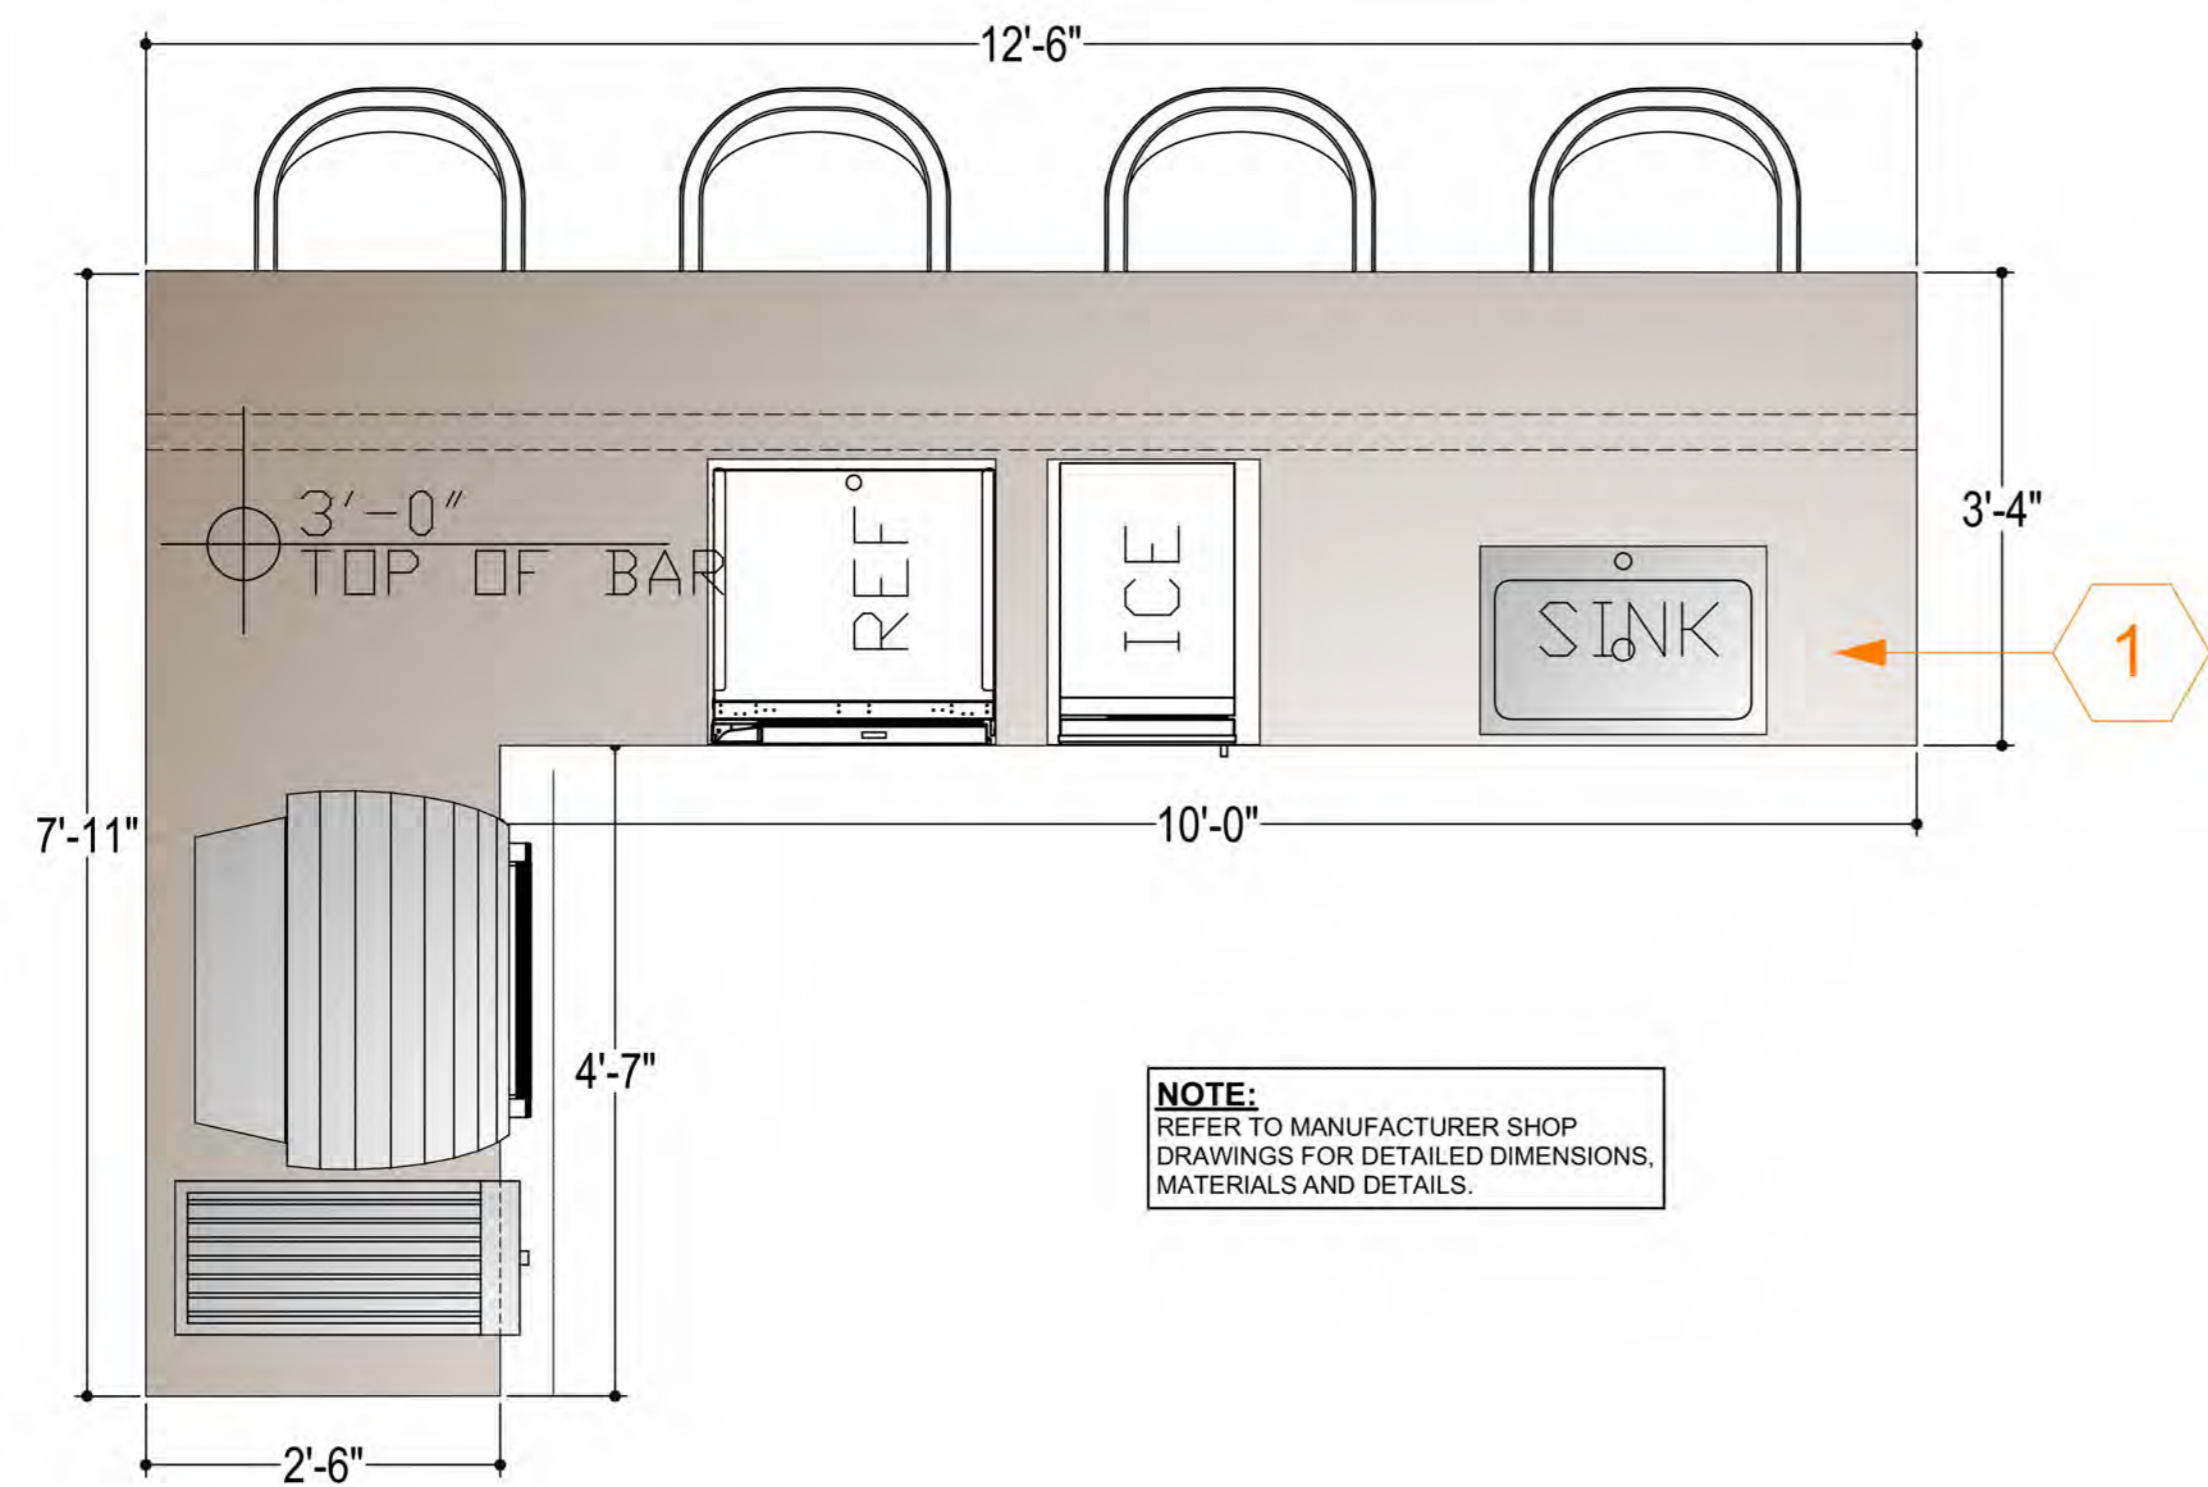 12'-6"
3'-0"
TOP OF BAR
REF
ICE
SINK
3'-4"
1
7'-11"
10'-0"
4'-7"
NOTE:
REFER TO MANUFACTURER SHOP
DRAWINGS FOR DETAILED DIMENSIONS,
MATERIALS AND DETAILS.
2'-6"